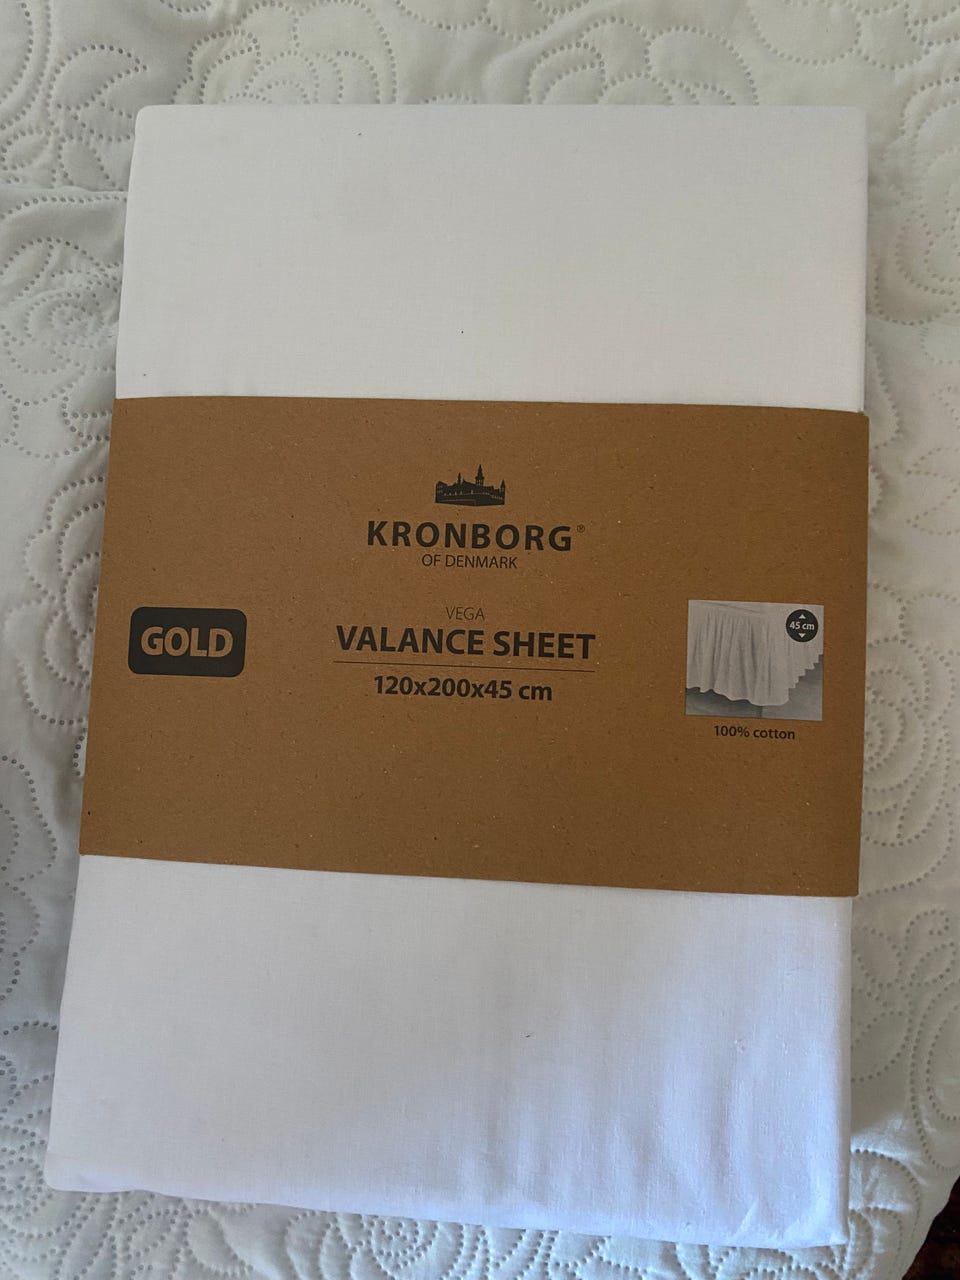 KRONBORG®
OF DENMARK
GOLD
VEGA
VALANCE SHEET
120x200x45 cm
45 cm
100% cotton